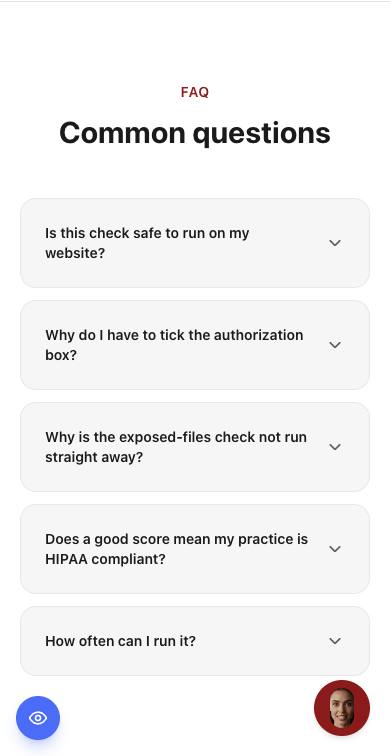 FAQ
Common questions
Is this check safe to run on my
website?
Why do I have to tick the authorization
box?
Why is the exposed-files check not run
straight away?
Does a good score mean my practice is
HIPAA compliant?
How often can I run it?